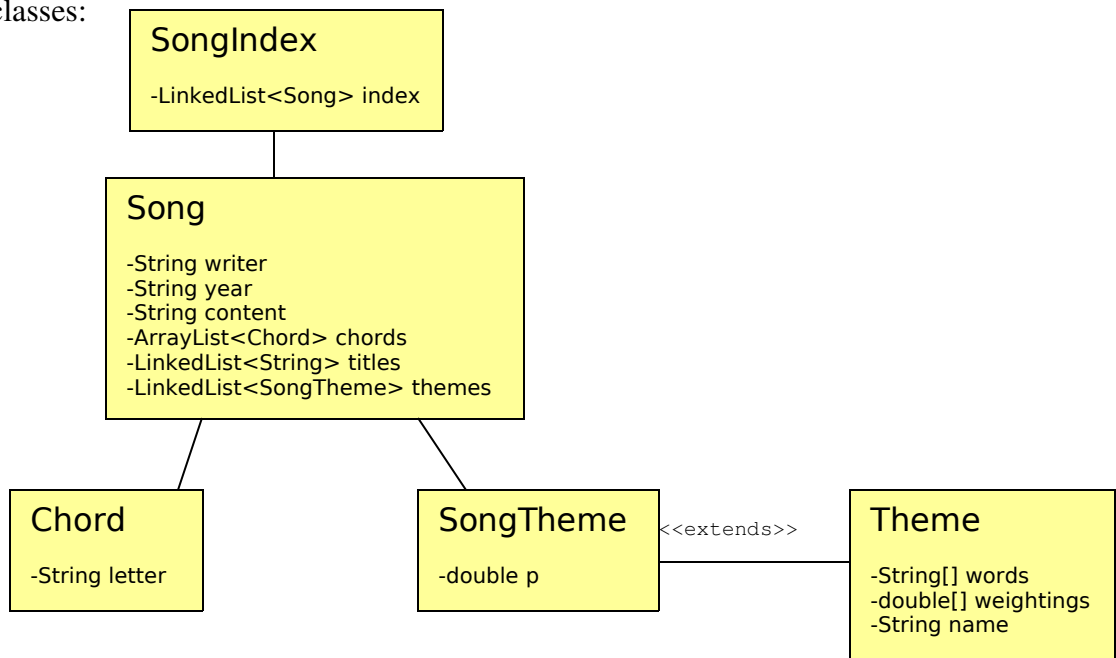 classes:
SongIndex
-LinkedList<Song> index
Song
-String writer
-String year
-String content
-ArrayList<Chord> chords
-LinkedList<String> titles
-LinkedList<SongTheme> themes
Chord
-String letter
SongTheme
-double p
<<extends>>
Theme
-String[] words
-double[] weightings
-String name